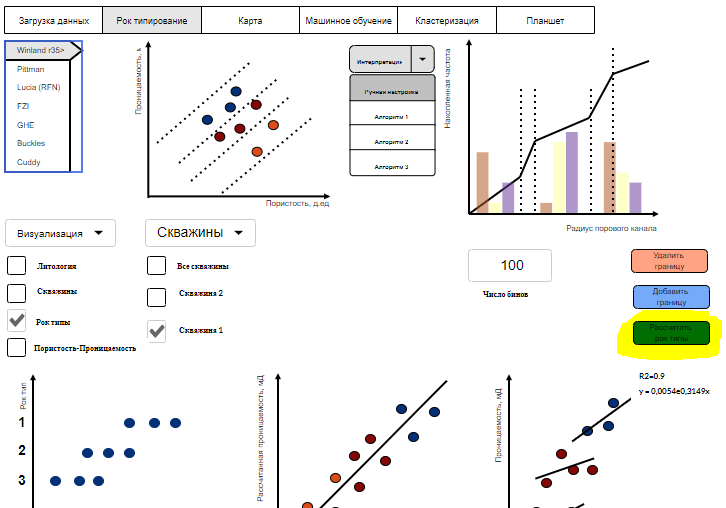 Загрузка данных
Рок типирование
Карта
Машинное обучение
Кластеризация
Планшет
Winland r35>
Pittman
Lucia (RFN)
FZI
GHE
Buckles
Cuddy
Проницаемость,
Пористость, д.ед
Интерпретация
Ручная настройка
Алгоритм 1
Алгоритм 2
Алгоритм 3
Накопленная частота
Радиус порового канала
Визуализация
Скважины
Литология
Скважины
Рок типы
Пористость-Проницаемость
Все скважины
Скважина 2
Скважина 1
100
Число бинов
Удалить
границу
Добавить
границу
Рассчитать
рок типы
Рок тип
1
2
3
Рассчитанная проницаемость, мД
Проницаемость, мД
R2=0.9
y = 0,0054e0,3149x